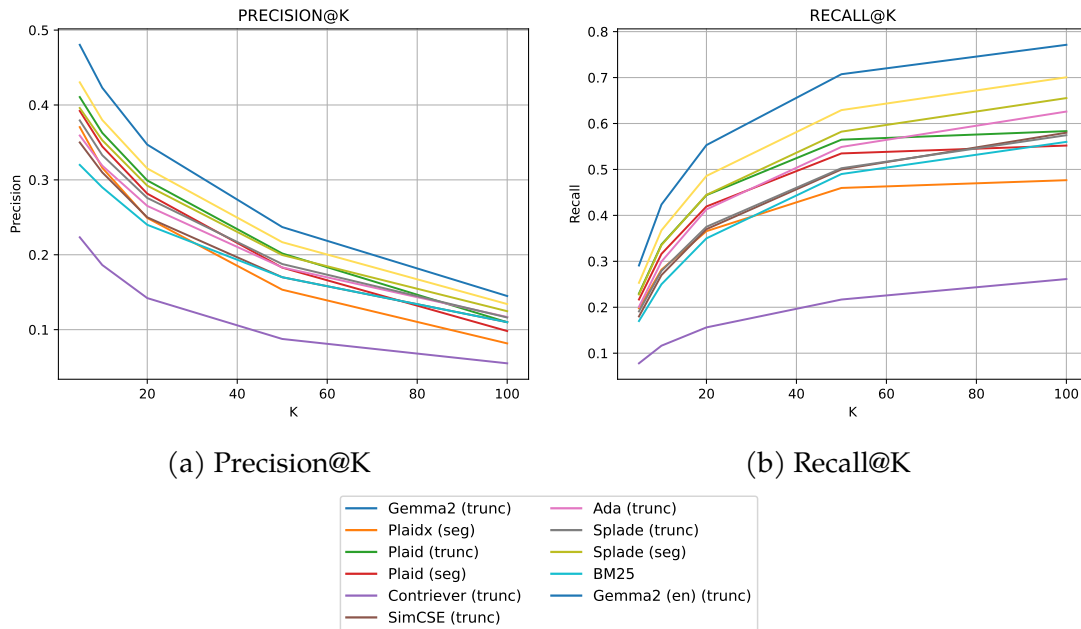 PRECISION@K
0.5
0.4
0.3
0.2
0.1
Precision
20 40 60 80 100
K
(a) Precision@K
RECALL@K
0.8
0.7
0.6
0.5
0.4
0.3
0.2
0.1
Recall
20 40 60 80 100
K
(b) Recall@K
Gemma2 (trunc)
Plaidx (seg)
Plaid (trunc)
Plaid (seg)
Contriever (trunc)
SimCSE (trunc)
Ada (trunc)
Splade (trunc)
Splade (seg)
BM25
Gemma2 (en) (trunc)